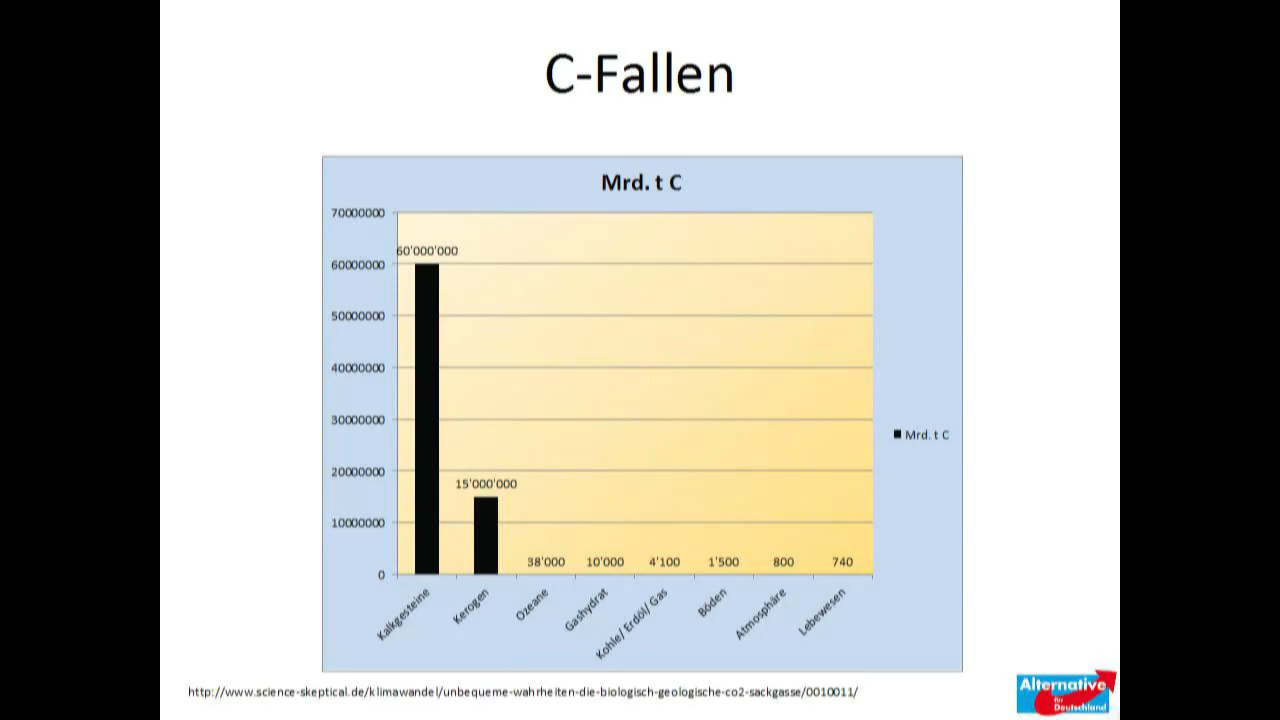 C-Fallen
Mrd. t C
70000000
60'000'000
60000000
50000000
40000000
30000000
Mrd. t C
20000000
15'000'000
10000000
38'000 10'000 4'100 1'500 800 740
0
Kalkgesteine Kerogen Ozeane Gashydrat Kohle/ Erdöl/ Gas Böden Atmosphäre Lebewesen
http://www.science-skeptical.de/klimawandel/unbequeme-wahrheiten-die-biologisch-geologische-co2-sackgasse/0010011/
Alternative
für
Deutschland